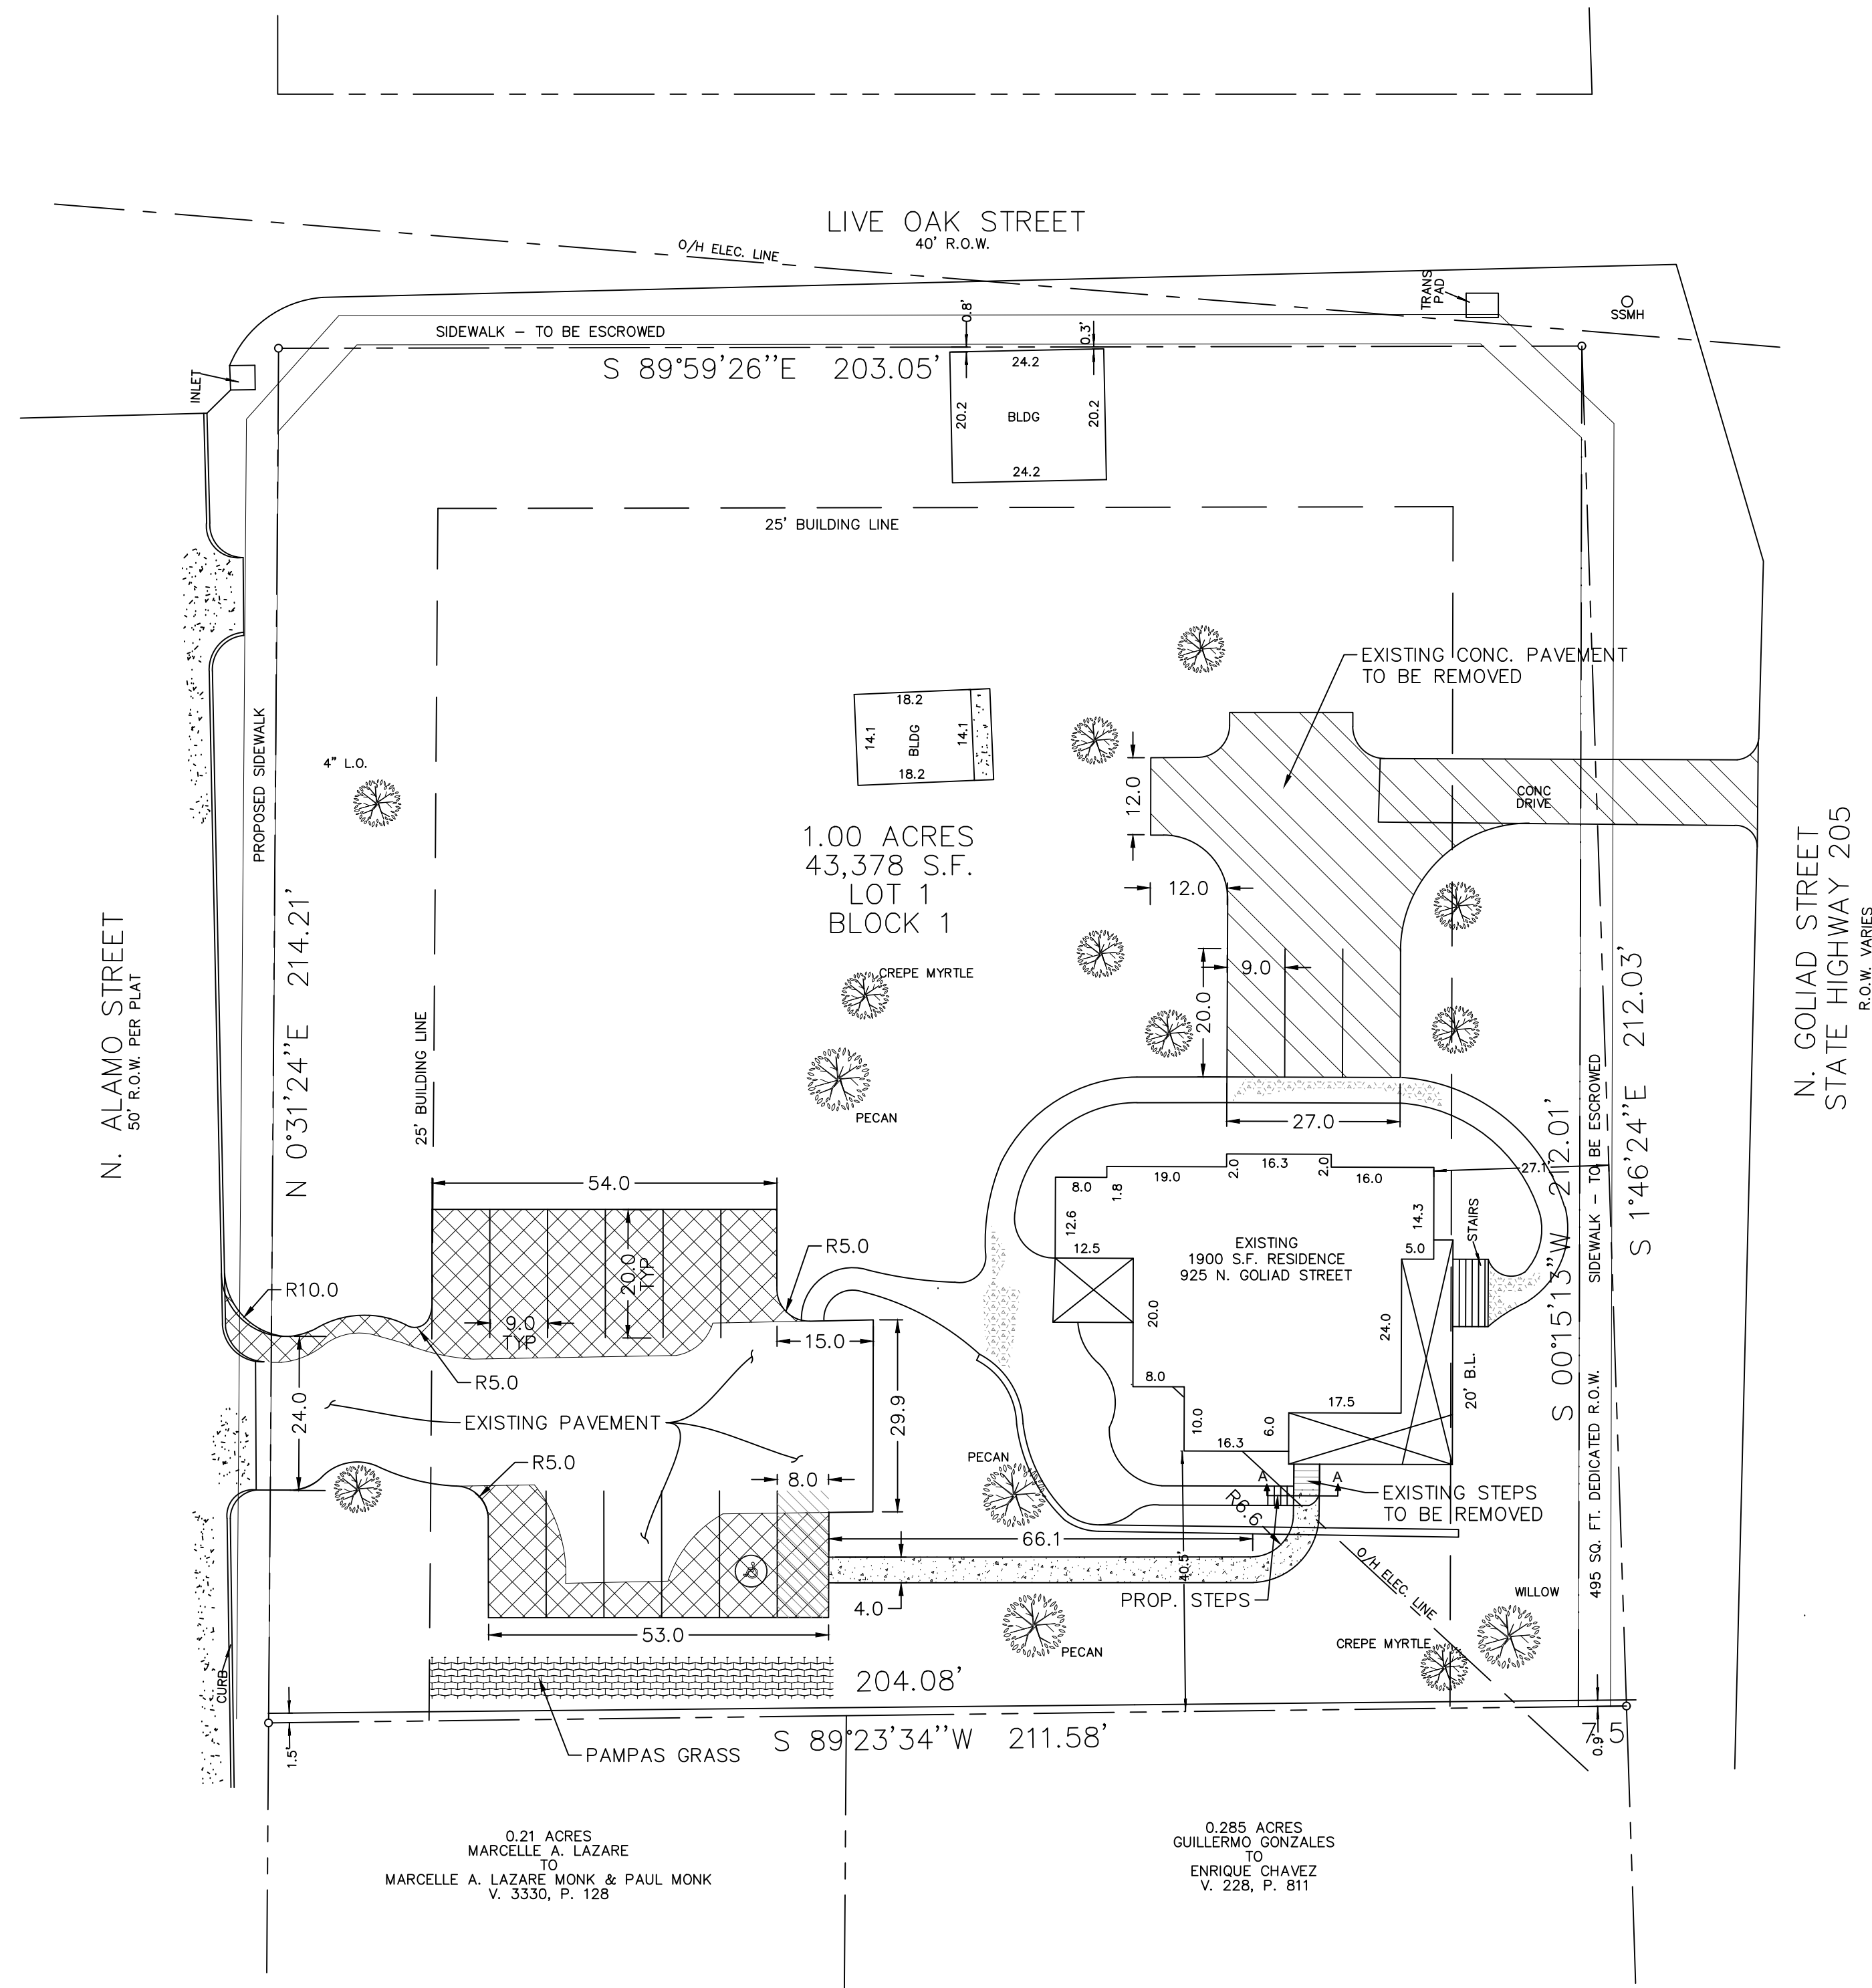 LIVE OAK STREET
40' R.O.W.
O/H ELEC. LINE
TRANS
PAD
SSMH
0.8'
0.3'
SIDEWALK – TO BE ESCROWED
S 89°59'26''E 203.05'
INLET
24.2
20.2
BLDG
20.2
24.2
25' BUILDING LINE
EXISTING CONC. PAVEMENT
TO BE REMOVED
PROPOSED SIDEWALK
4" L.O.
18.2
14.1
BLDG
14.1
18.2
12.0
CONC
DRIVE
1.00 ACRES
43,378 S.F.
LOT 1
BLOCK 1
12.0
N. GOLIAD STREET
STATE HIGHWAY 205
R.O.W. VARIES
N. ALAMO STREET
50' R.O.W. PER PLAT
N 0°31'24''E 214.21'
S 1°46'24''E 212.03'
CREPE MYRTLE
9.0
20.0
25' BUILDING LINE
PECAN
27.0
S 00°15'13''W 212.01'
SIDEWALK – TO BE ESCROWED
54.0
8.0
1.8
19.0
2.0
16.3
2.0
16.0
27.1'
12.6
14.3
STAIRS
12.5
5.0
EXISTING
1900 S.F. RESIDENCE
925 N. GOLIAD STREET
R5.0
20.0
TYP
R10.0
9.0
TYP
15.0
20.0
24.0
R5.0
8.0
20' B.L.
24.0
EXISTING PAVEMENT
29.9
17.5
10.0
6.0
16.3
R5.0
8.0
PECAN
A
A
EXISTING STEPS
TO BE REMOVED
R6.6
66.1
40.5'
O/H ELEC. LINE
495 SQ. FT. DEDICATED R.O.W.
WILLOW
4.0
PROP. STEPS
53.0
PECAN
CREPE MYRTLE
CURB
204.08'
S 89°23'34''W 211.58'
7.5
0.9'
1.5'
PAMPAS GRASS
0.21 ACRES
MARCELLE A. LAZARE
TO
MARCELLE A. LAZARE MONK & PAUL MONK
V. 3330, P. 128
0.285 ACRES
GUILLERMO GONZALES
TO
ENRIQUE CHAVEZ
V. 228, P. 811